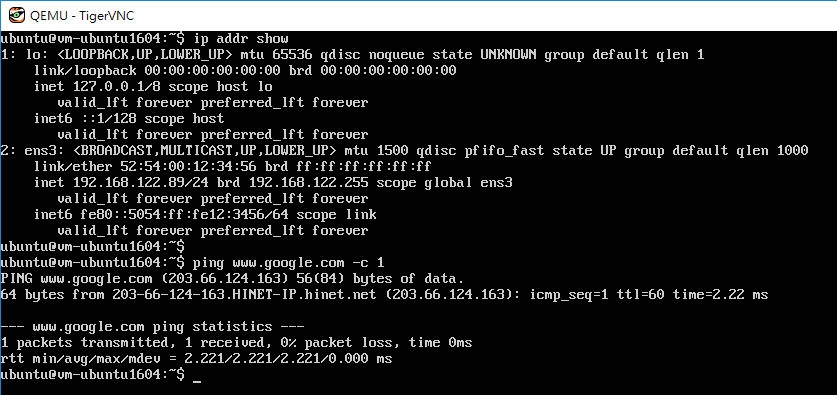 QEMU - TigerVNC
ubuntu@vm-ubuntu1604:~$ ip addr show
1: lo: <LOOPBACK,UP,LOWER_UP> mtu 65536 qdisc noqueue state UNKNOWN group default qlen 1
    link/loopback 00:00:00:00:00:00 brd 00:00:00:00:00:00
    inet 127.0.0.1/8 scope host lo
       valid_lft forever preferred_lft forever
    inet6 ::1/128 scope host
       valid_lft forever preferred_lft forever
2: ens3: <BROADCAST,MULTICAST,UP,LOWER_UP> mtu 1500 qdisc pfifo_fast state UP group default qlen 1000
    link/ether 52:54:00:12:34:56 brd ff:ff:ff:ff:ff:ff
    inet 192.168.122.89/24 brd 192.168.122.255 scope global ens3
       valid_lft forever preferred_lft forever
    inet6 fe80::5054:ff:fe12:3456/64 scope link
       valid_lft forever preferred_lft forever
ubuntu@vm-ubuntu1604:~$
ubuntu@vm-ubuntu1604:~$ ping www.google.com -c 1
PING www.google.com (203.66.124.163) 56(84) bytes of data.
64 bytes from 203-66-124-163.HINET-IP.hinet.net (203.66.124.163): icmp_seq=1 ttl=60 time=2.22 ms

--- www.google.com ping statistics ---
1 packets transmitted, 1 received, 0% packet loss, time 0ms
rtt min/avg/max/mdev = 2.221/2.221/2.221/0.000 ms
ubuntu@vm-ubuntu1604:~$ _